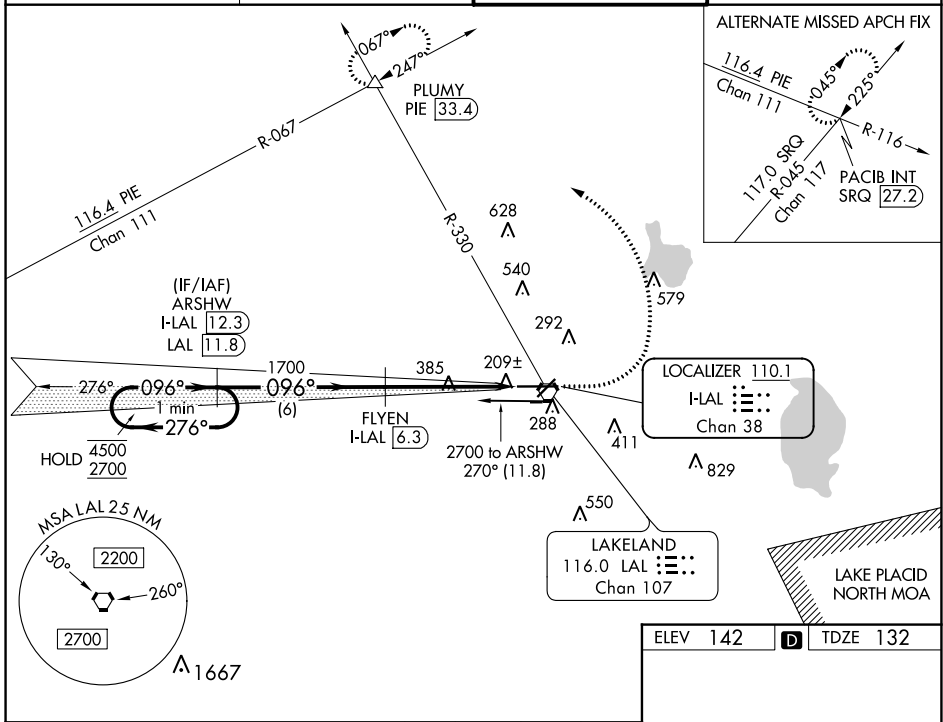 ALTERNATE MISSED APCH FIX
116.4 PIE
Chan 111
045°
225°
R-116
117.0 SRQ
R-045
Chan 117
PACIB INT
SRQ 27.2
067°
247°
PLUMY
PIE 33.4
R-067
116.4 PIE
Chan 111
R-330
628
540
292
579
(IF/IAF)
ARSHW
I-LAL 12.3
LAL 11.8
1700
385
209±
276°
096°
096°
1 min
(6)
276°
FLYEN
I-LAL 6.3
288
LOCALIZER 110.1
I-LAL
Chan 38
HOLD 4500
2700
2700 to ARSHW
270° (11.8)
411
829
550
LAKELAND
116.0 LAL
Chan 107
LAKE PLACID
NORTH MOA
MSA LAL 25 NM
130°
2200
260°
2700
1667
ELEV 142 D TDZE 132